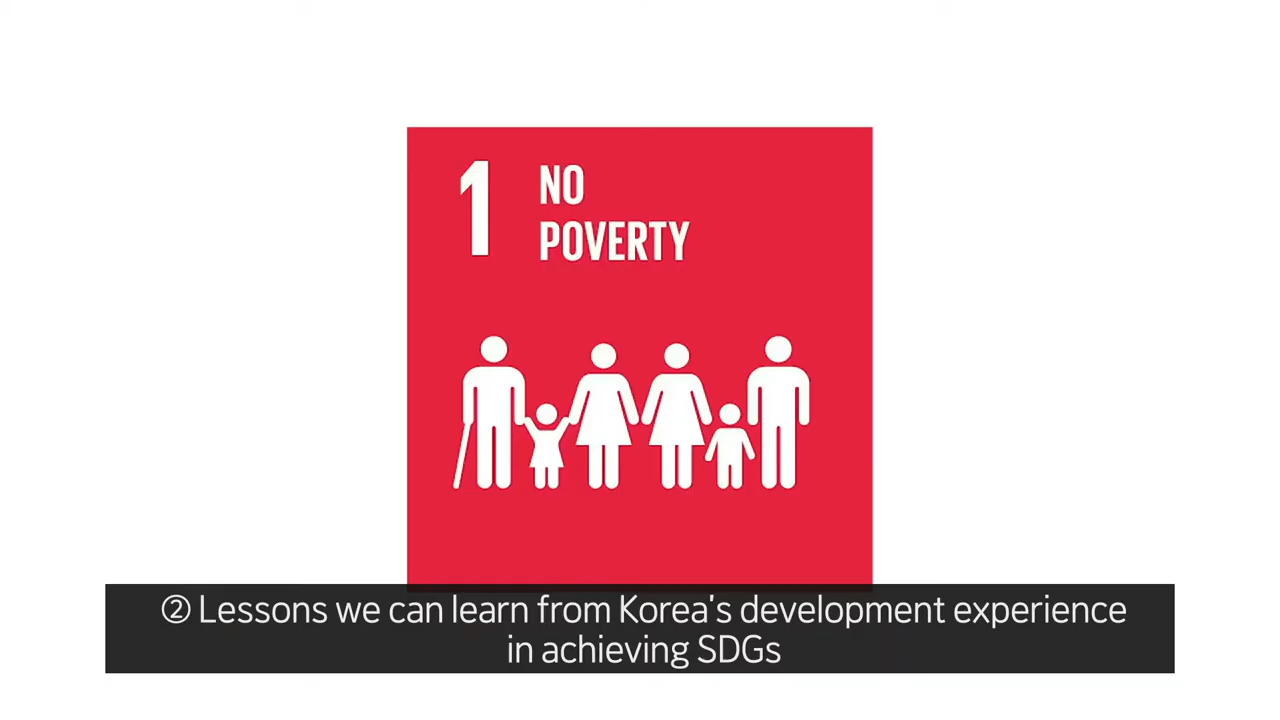 1
NO
POVERTY
② Lessons we can learn from Korea's development experience
in achieving SDGs